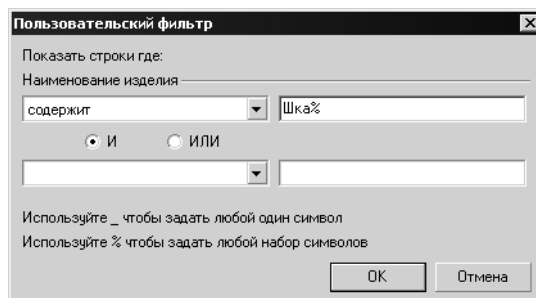 Пользовательский фильтр
Показать строки где:
Наименование изделия
содержит Шка%
И ИЛИ
Используйте _ чтобы задать любой один символ
Используйте % чтобы задать любой набор символов
OK Отмена